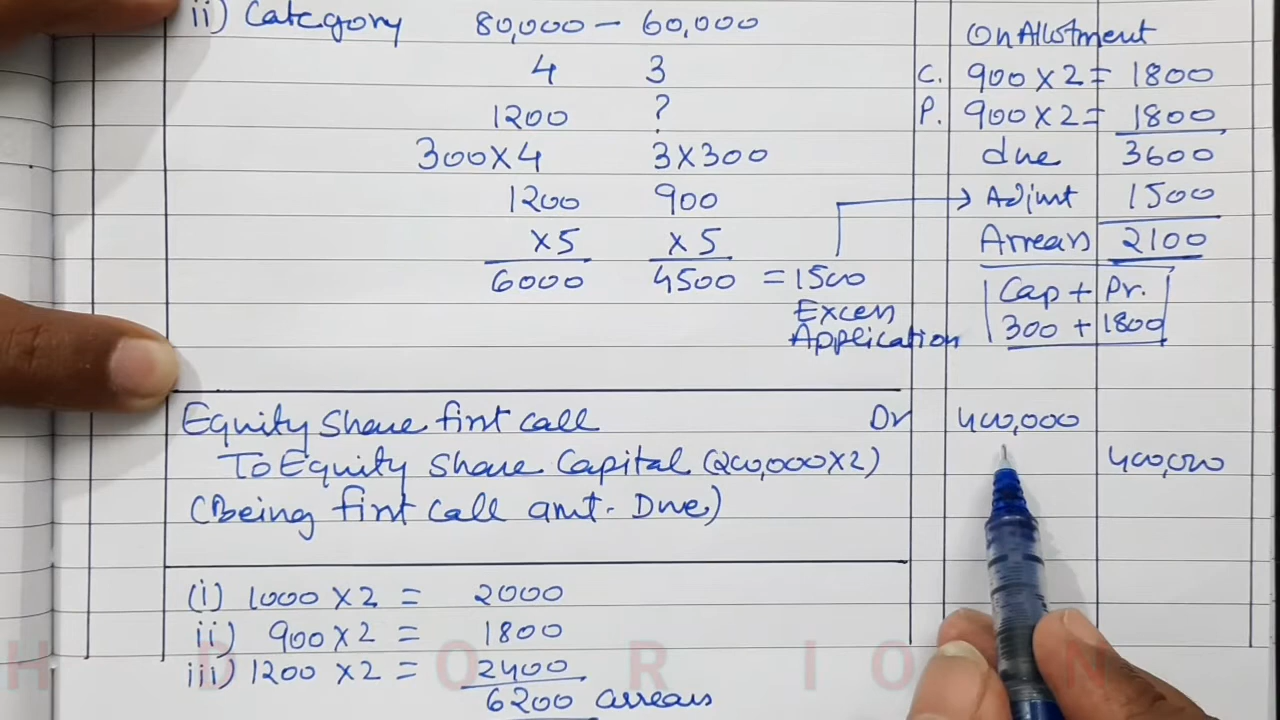 ii) Category 80,000 - 60,000
4 3
1200 ?
300X4 3X300
1200 900
X5 X5
6000 4500 = 1500
Excess
Application
On Allotment
C. 900 X 2 = 1800
P. 900 X 2 = 1800
due 3600
Adjmt 1500
Arrears 2100
Cap + Pr.
300 + 1800
Equity Share first call Dr 400,000
To Equity Share Capital (200,000X2) 400,000
(Being first call amt. Due)
(i) 1000 X 2 = 2000
ii) 900 X 2 = 1800
iii) 1200 X 2 = 2400
6200 arrears
H D O R I O N